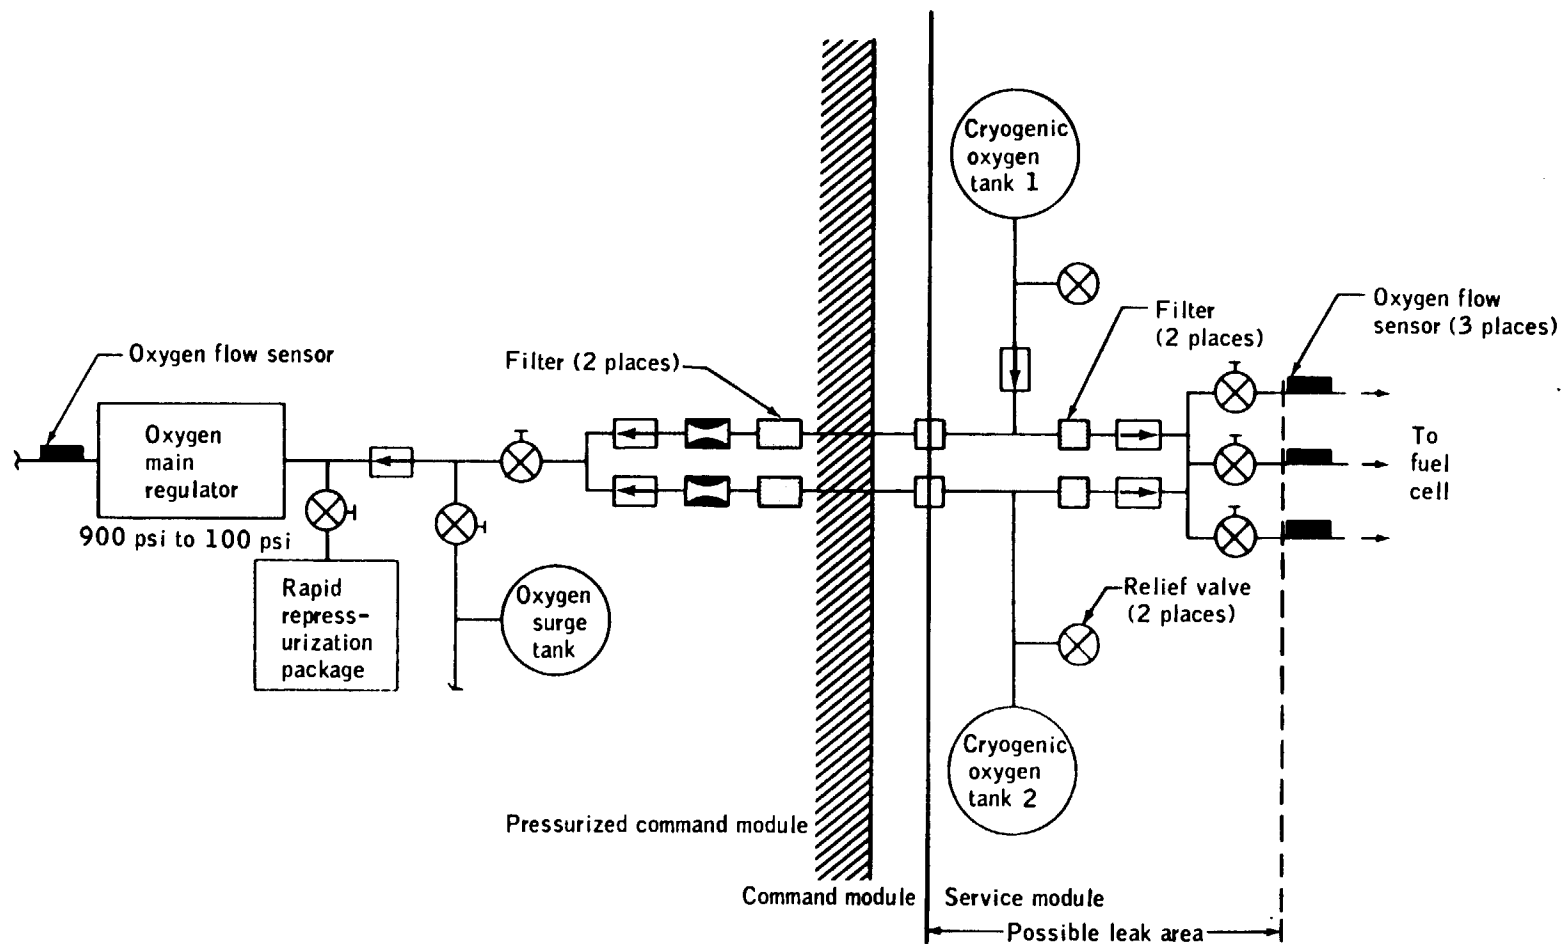 Cryogenic
oxygen
tank 1
Oxygen flow
sensor (3 places)
Filter
(2 places)
Oxygen flow sensor
Filter (2 places)
Oxygen
main
regulator
To
fuel
cell
900 psi to 100 psi
Rapid
repress-
urization
package
Oxygen
surge
tank
Relief valve
(2 places)
Cryogenic
oxygen
tank 2
Pressurized command module
Command module
Service module
Possible leak area